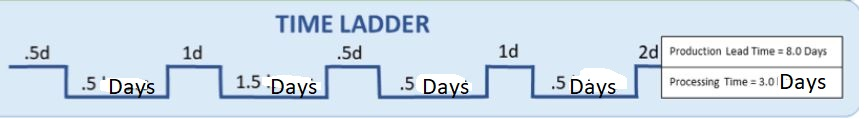 TIME LADDER
.5d 1d .5d 1d 2d
.5 Days 1.5 Days .5 Days .5 Days
Production Lead Time = 8.0 Days
Processing Time = 3.0 Days